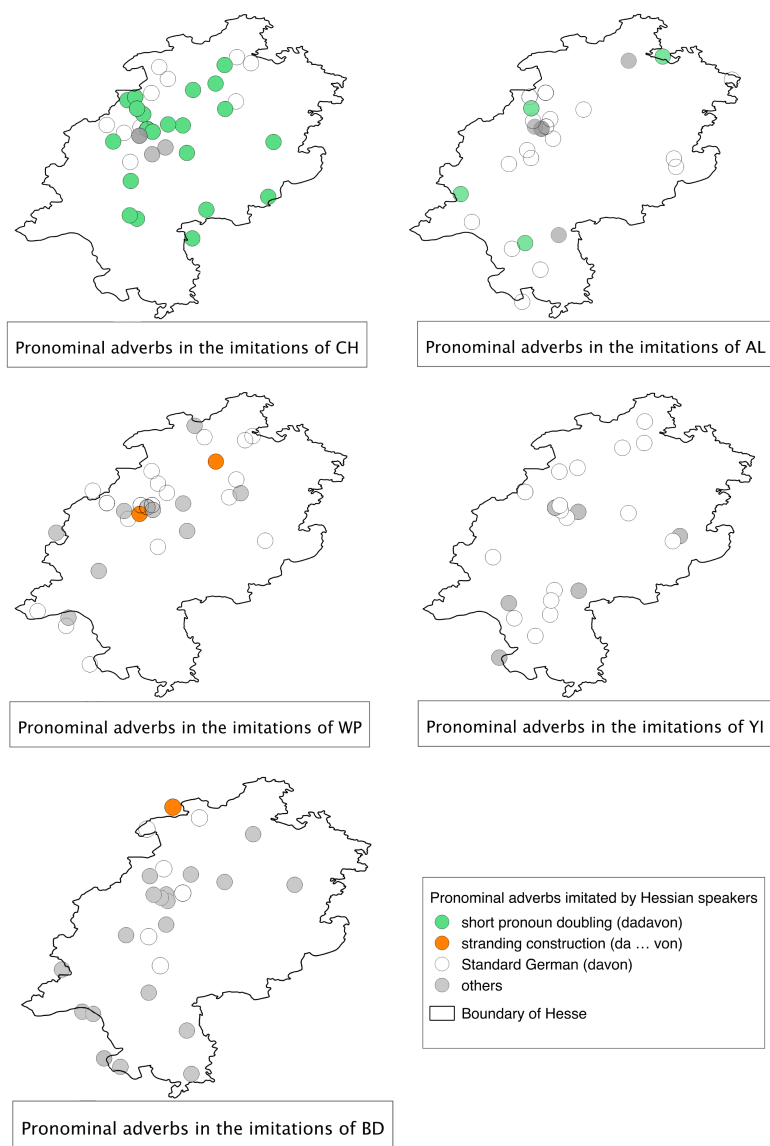 Pronominal adverbs in the imitations of CH
Pronominal adverbs in the imitations of AL
Pronominal adverbs in the imitations of WP
Pronominal adverbs in the imitations of YI
Pronominal adverbs in the imitations of BD
Pronominal adverbs imitated by Hessian speakers
short pronoun doubling (dadavon)
stranding construction (da ... von)
Standard German (davon)
others
Boundary of Hesse